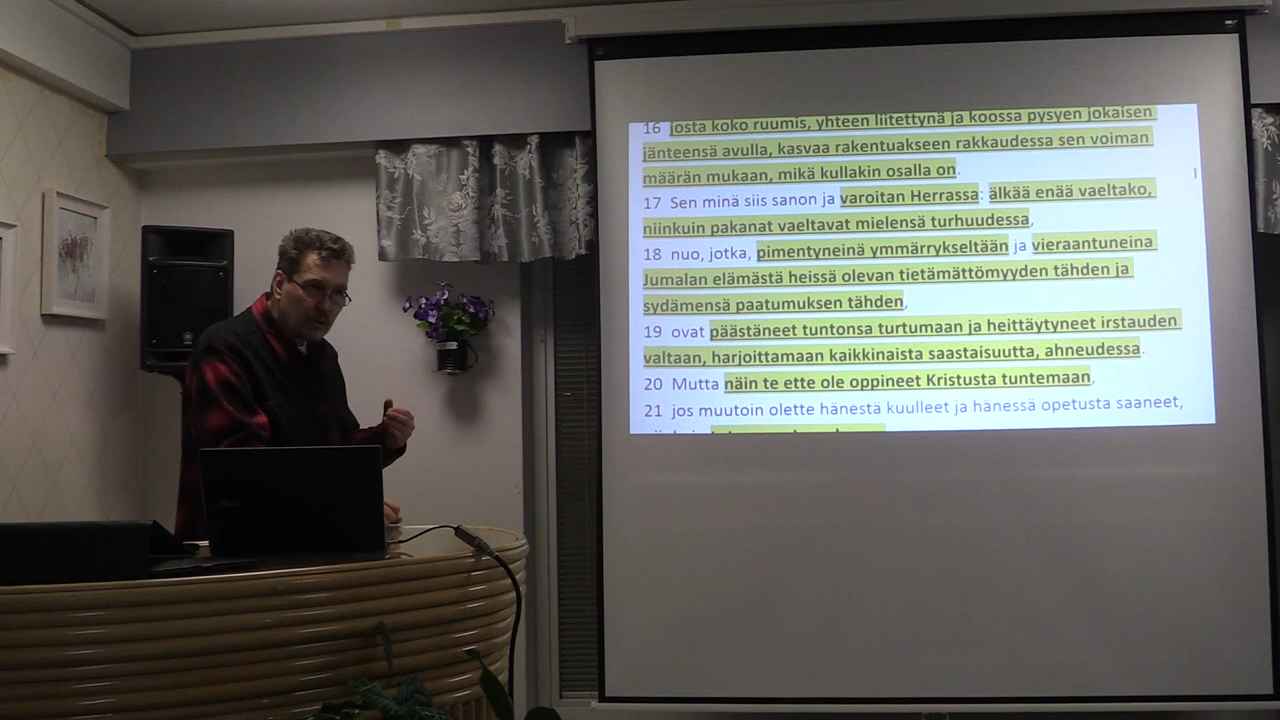 16 josta koko ruumis, yhteen liitettynä ja koossa pysyen jokaisen
jänteensä avulla, kasvaa rakentuakseen rakkaudessa sen voiman
määrän mukaan, mikä kullakin osalla on.
17 Sen minä siis sanon ja varoitan Herrassa: älkää enää vaeltako,
niinkuin pakanat vaeltavat mielensä turhuudessa,
18 nuo, jotka, pimentyneinä ymmärrykseltään ja vieraantuneina
Jumalan elämästä heissä olevan tietämättömyyden tähden ja
sydämensä paatumuksen tähden,
19 ovat päästäneet tuntonsa turtumaan ja heittäytyneet irstauden
valtaan, harjoittamaan kaikkinaista saastaisuutta, ahneudessa.
20 Mutta näin te ette ole oppineet Kristusta tuntemaan,
21 jos muutoin olette hänestä kuulleet ja hänessä opetusta saaneet,